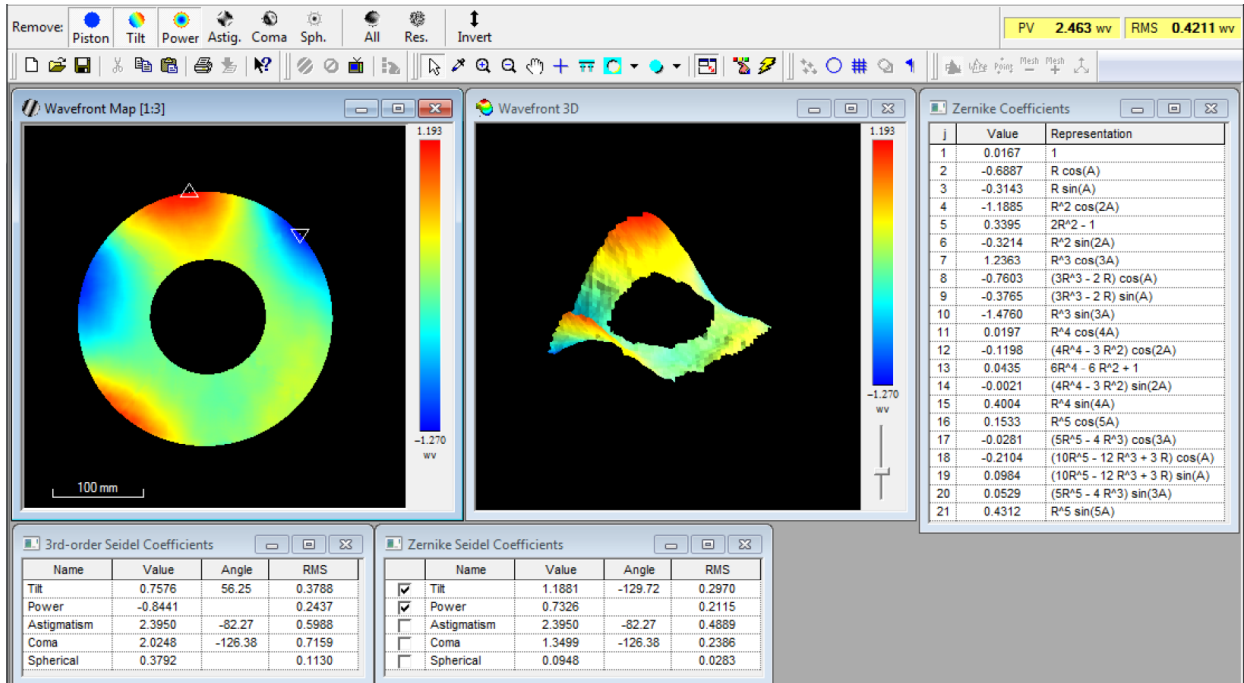 Remove: Piston Tilt Power Astig. Coma Sph. All Res. Invert
PV 2.463 wv RMS 0.4211 wv
Wavefront Map [1:3]
1.193
-1.270
wv
100 mm
Wavefront 3D
1.193
-1.270
wv
Zernike Coefficients
j Value Representation
1 0.0167 1
2 -0.6887 R cos(A)
3 -0.3143 R sin(A)
4 -1.1885 R^2 cos(2A)
5 0.3395 2R^2 - 1
6 -0.3214 R^2 sin(2A)
7 1.2363 R^3 cos(3A)
8 -0.7603 (3R^3 - 2 R) cos(A)
9 -0.3765 (3R^3 - 2 R) sin(A)
10 -1.4760 R^3 sin(3A)
11 0.0197 R^4 cos(4A)
12 -0.1198 (4R^4 - 3 R^2) cos(2A)
13 0.0435 6R^4 - 6 R^2 + 1
14 -0.0021 (4R^4 - 3 R^2) sin(2A)
15 0.4004 R^4 sin(4A)
16 0.1533 R^5 cos(5A)
17 -0.0281 (5R^5 - 4 R^3) cos(3A)
18 -0.2104 (10R^5 - 12 R^3 + 3 R) cos(A)
19 0.0984 (10R^5 - 12 R^3 + 3 R) sin(A)
20 0.0529 (5R^5 - 4 R^3) sin(3A)
21 0.4312 R^5 sin(5A)
3rd-order Seidel Coefficients
Name Value Angle RMS
Tilt 0.7576 56.25 0.3788
Power -0.8441 0.2437
Astigmatism 2.3950 -82.27 0.5988
Coma 2.0248 -126.38 0.7159
Spherical 0.3792 0.1130
Zernike Seidel Coefficients
Name Value Angle RMS
Tilt 1.1881 -129.72 0.2970
Power 0.7326 0.2115
Astigmatism 2.3950 -82.27 0.4889
Coma 1.3499 -126.38 0.2386
Spherical 0.0948 0.0283